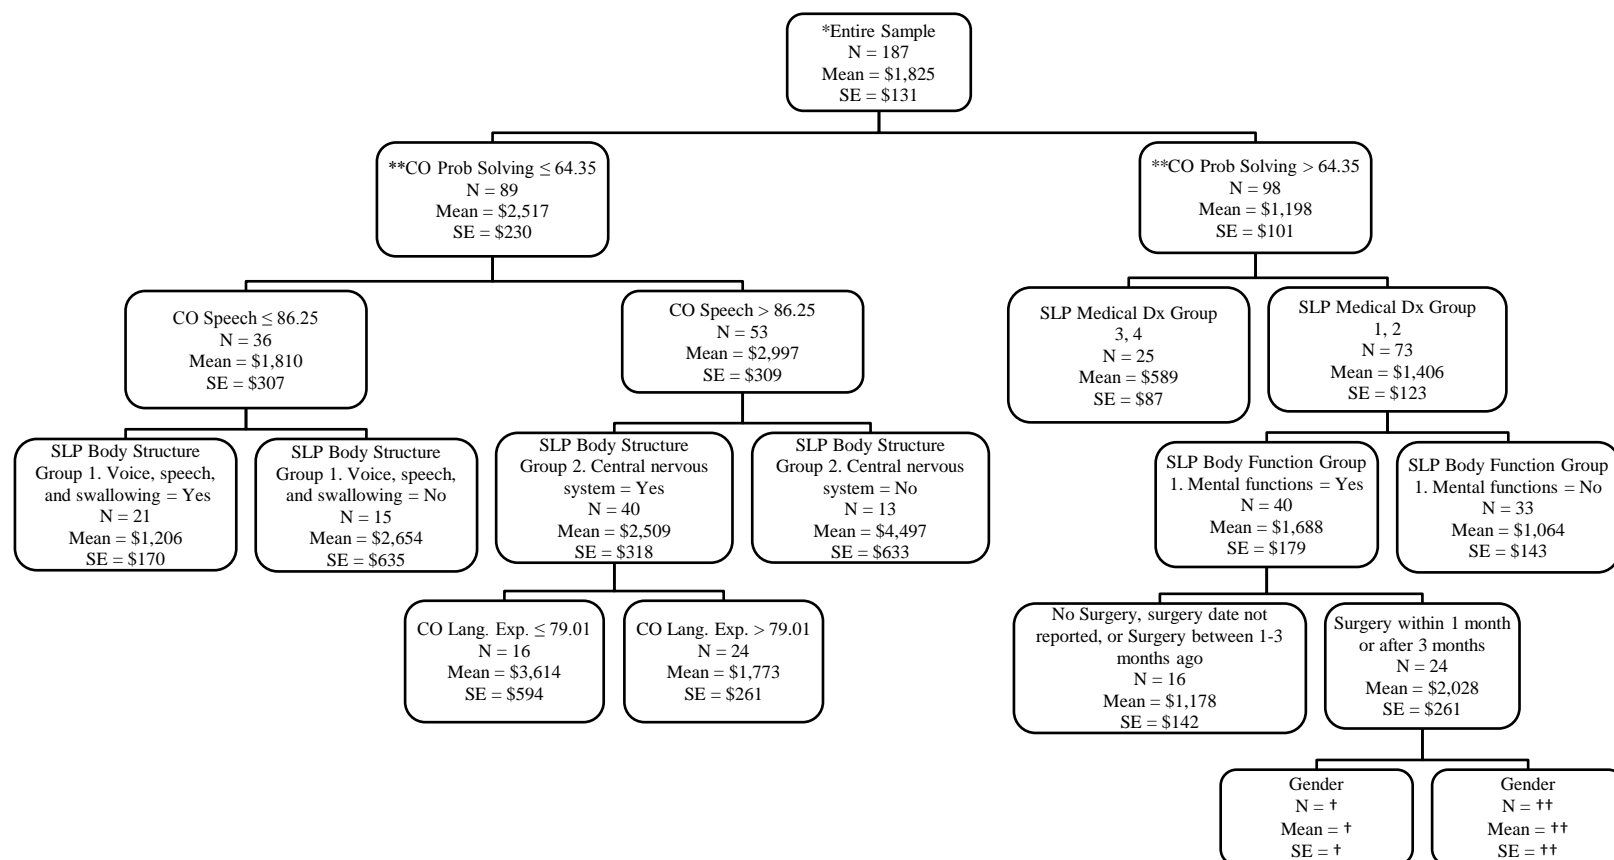 *Entire Sample
N = 187
Mean = $1,825
SE = $131
**CO Prob Solving ≤ 64.35
N = 89
Mean = $2,517
SE = $230
**CO Prob Solving > 64.35
N = 98
Mean = $1,198
SE = $101
CO Speech ≤ 86.25
N = 36
Mean = $1,810
SE = $307
CO Speech > 86.25
N = 53
Mean = $2,997
SE = $309
SLP Medical Dx Group
3, 4
N = 25
Mean = $589
SE = $87
SLP Medical Dx Group
1, 2
N = 73
Mean = $1,406
SE = $123
SLP Body Structure
Group 1. Voice, speech,
and swallowing = Yes
N = 21
Mean = $1,206
SE = $170
SLP Body Structure
Group 1. Voice, speech,
and swallowing = No
N = 15
Mean = $2,654
SE = $635
SLP Body Structure
Group 2. Central nervous
system = Yes
N = 40
Mean = $2,509
SE = $318
SLP Body Structure
Group 2. Central nervous
system = No
N = 13
Mean = $4,497
SE = $633
SLP Body Function Group
1. Mental functions = Yes
N = 40
Mean = $1,688
SE = $179
SLP Body Function Group
1. Mental functions = No
N = 33
Mean = $1,064
SE = $143
CO Lang. Exp. ≤ 79.01
N = 16
Mean = $3,614
SE = $594
CO Lang. Exp. > 79.01
N = 24
Mean = $1,773
SE = $261
No Surgery, surgery date not
reported, or Surgery between 1-3
months ago
N = 16
Mean = $1,178
SE = $142
Surgery within 1 month
or after 3 months
N = 24
Mean = $2,028
SE = $261
Gender
N = †
Mean = †
SE = †
Gender
N = ††
Mean = ††
SE = ††